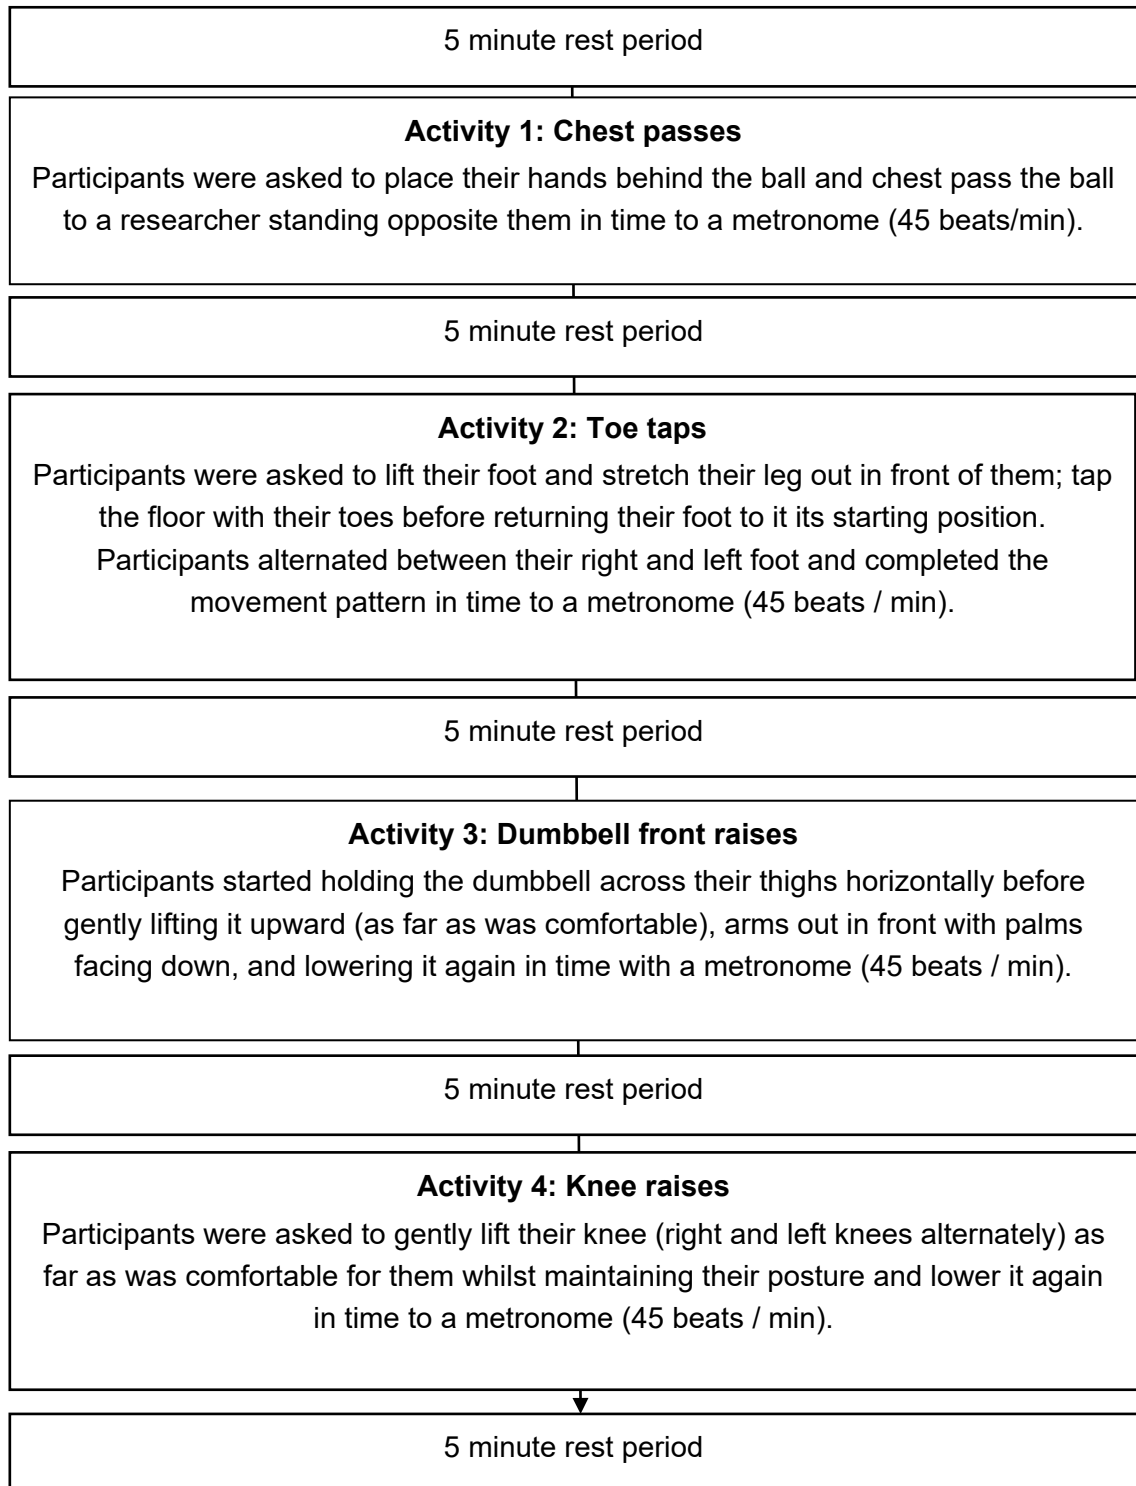 5 minute rest period
Activity 1: Chest passes
Participants were asked to place their hands behind the ball and chest pass the ball
to a researcher standing opposite them in time to a metronome (45 beats/min).
5 minute rest period
Activity 2: Toe taps
Participants were asked to lift their foot and stretch their leg out in front of them; tap
the floor with their toes before returning their foot to it its starting position.
Participants alternated between their right and left foot and completed the
movement pattern in time to a metronome (45 beats / min).
5 minute rest period
Activity 3: Dumbbell front raises
Participants started holding the dumbbell across their thighs horizontally before
gently lifting it upward (as far as was comfortable), arms out in front with palms
facing down, and lowering it again in time with a metronome (45 beats / min).
5 minute rest period
Activity 4: Knee raises
Participants were asked to gently lift their knee (right and left knees alternately) as
far as was comfortable for them whilst maintaining their posture and lower it again
in time to a metronome (45 beats / min).
5 minute rest period